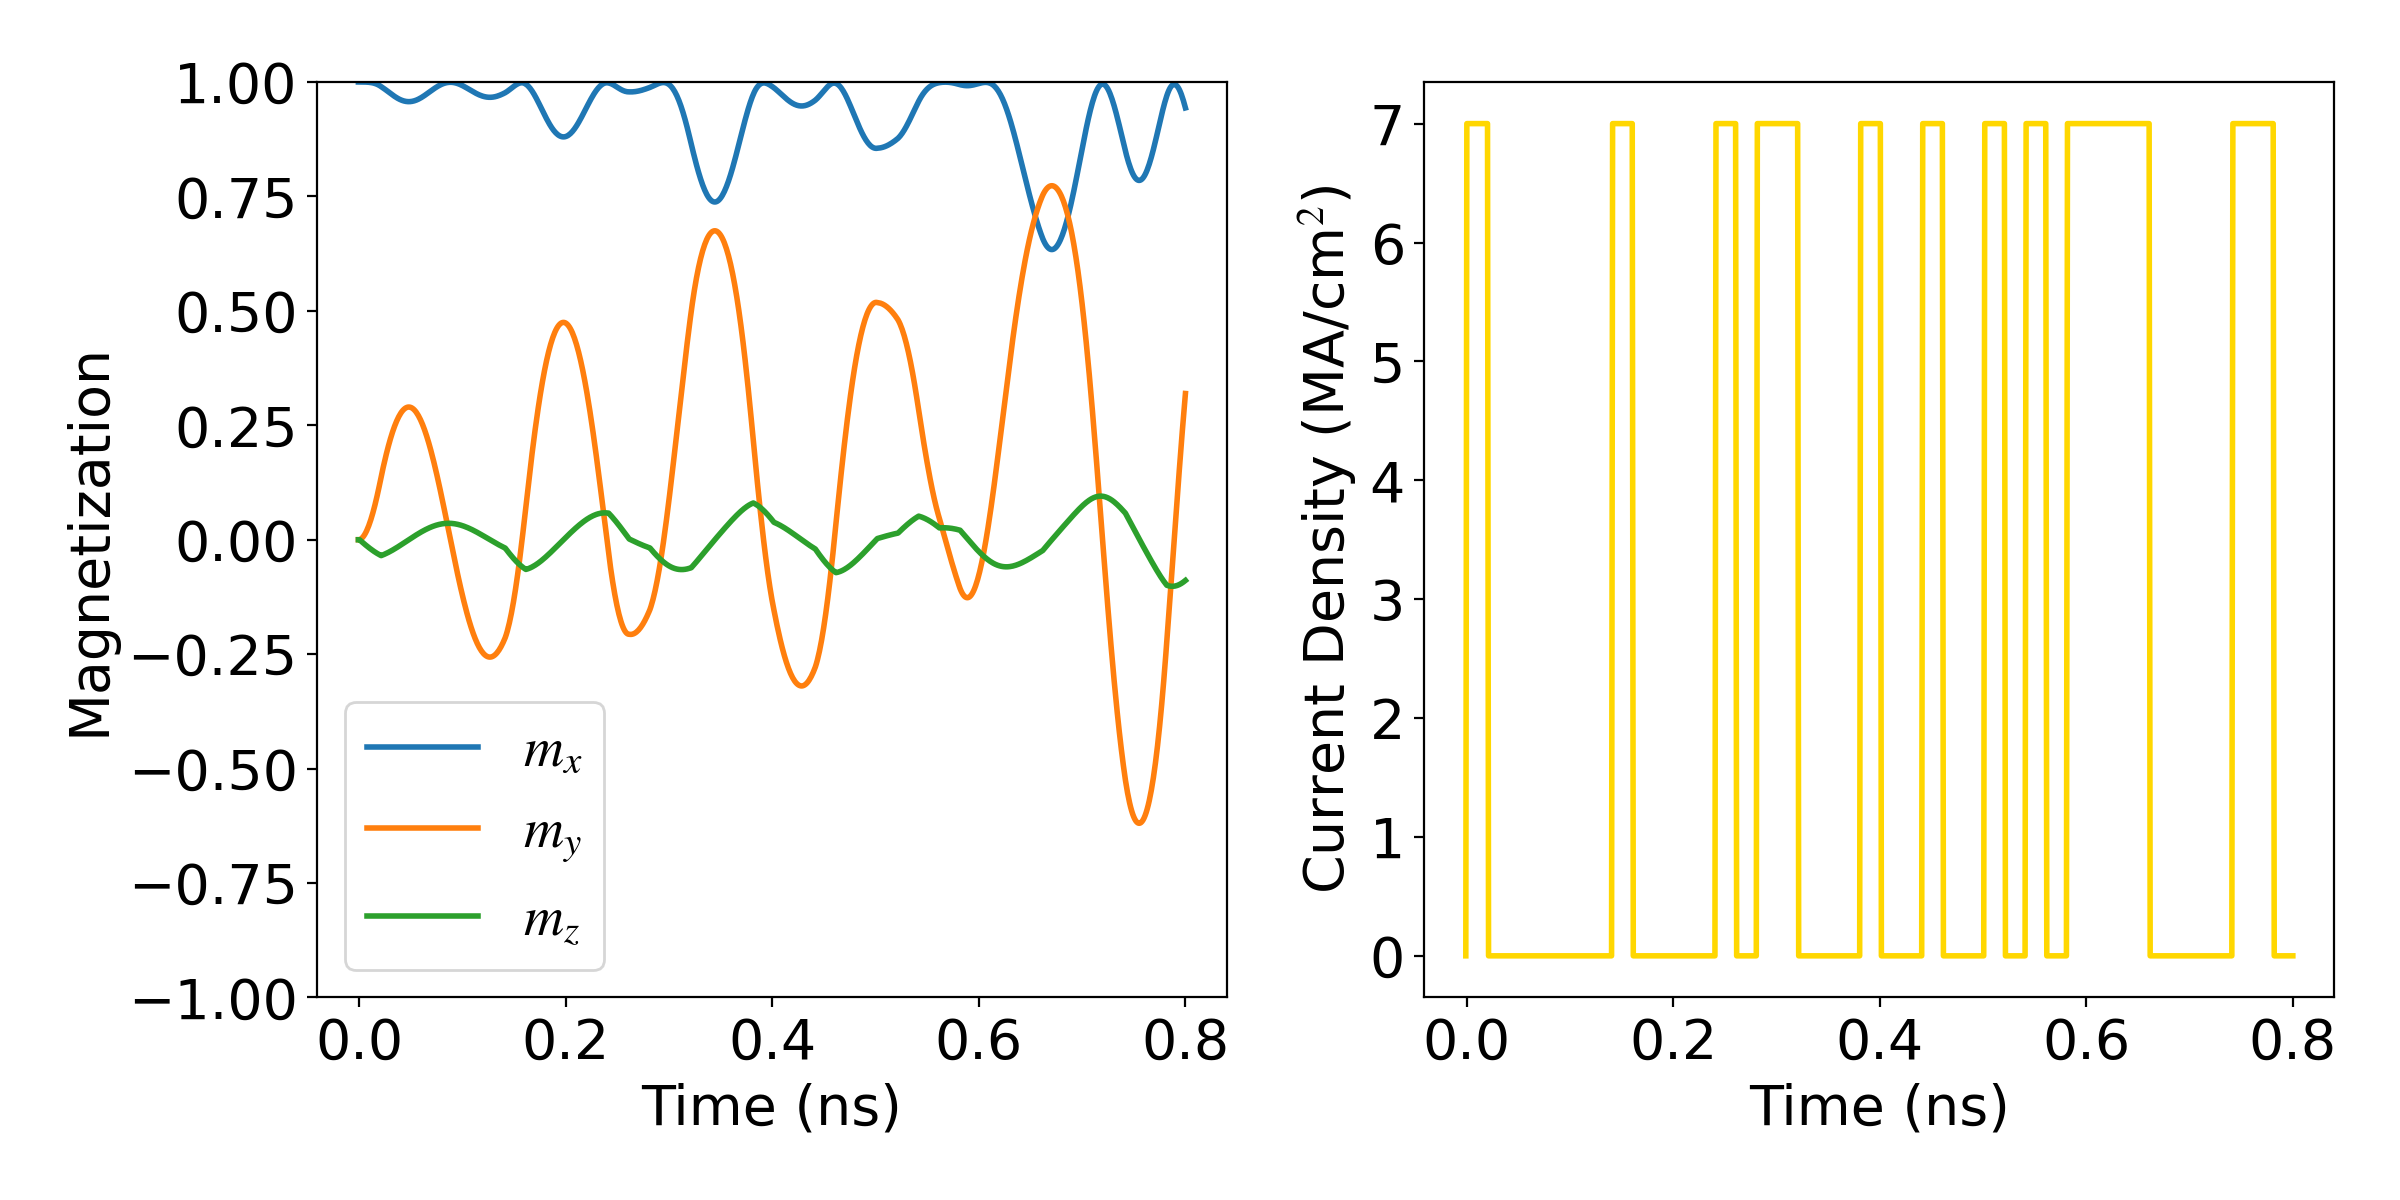 Magnetization
1.00
0.75
0.50
0.25
0.00
−0.25
−0.50
−0.75
−1.00
m_x
m_y
m_z
0.0 0.2 0.4 0.6 0.8
Time (ns)
Current Density (MA/cm²)
7
6
5
4
3
2
1
0
0.0 0.2 0.4 0.6 0.8
Time (ns)